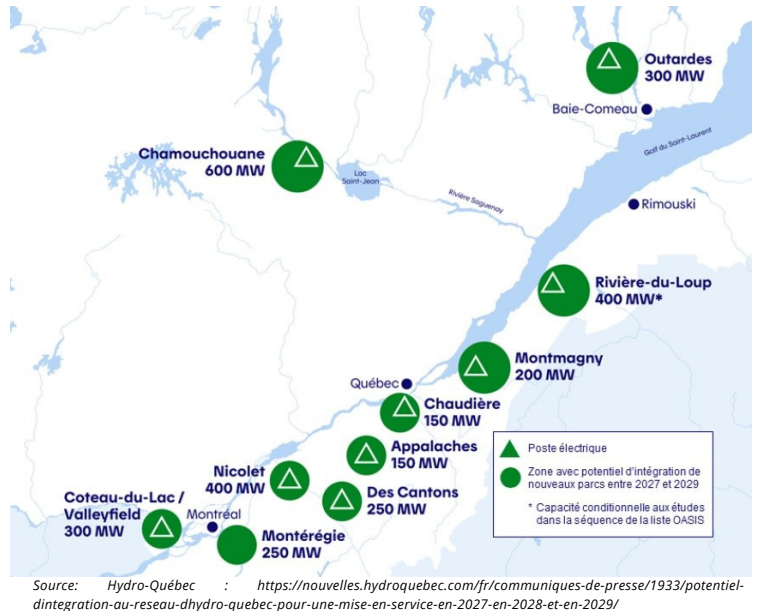 Outardes
300 MW
Baie-Comeau
Golf du Saint-Laurent
Chamouchouane
600 MW
Lac
Saint-Jean
Rivière Saguenay
Rimouski
Rivière-du-Loup
400 MW*
Montmagny
200 MW
Québec
Chaudière
150 MW
Appalaches
150 MW
Nicolet
400 MW
Des Cantons
250 MW
Coteau-du-Lac /
Valleyfield
300 MW
Montréal
Montérégie
250 MW
Poste électrique
Zone avec potentiel d'intégration de
nouveaux parcs entre 2027 et 2029
* Capacité conditionnelle aux études
dans la séquence de la liste OASIS
Source: Hydro-Québec : https://nouvelles.hydroquebec.com/fr/communiques-de-presse/1933/potentiel-
dintegration-au-reseau-dhydro-quebec-pour-une-mise-en-service-en-2027-en-2028-et-en-2029/